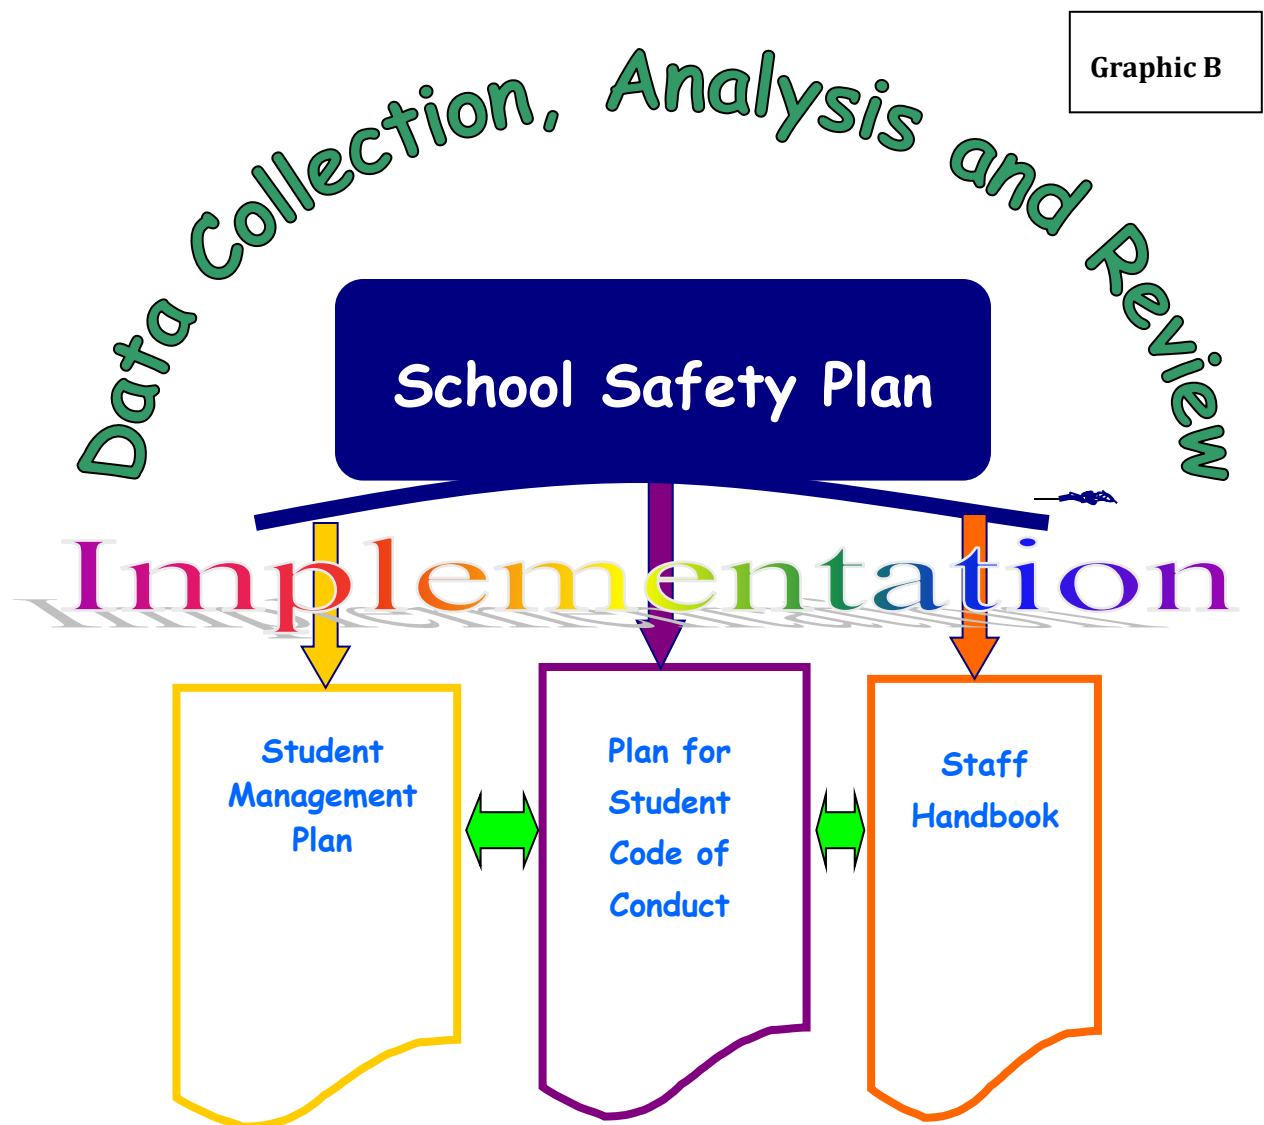 Graphic B
Data Collection, Analysis and Review
School Safety Plan
Implementation
Student
Management
Plan
Plan for
Student
Code of
Conduct
Staff
Handbook